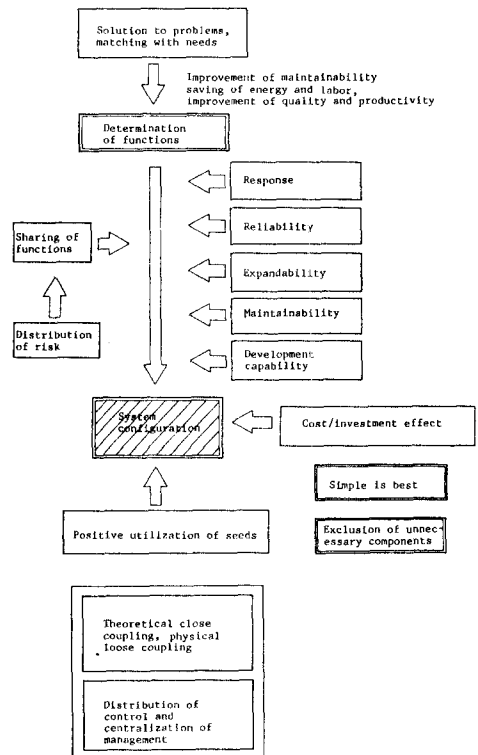 Solution to problems,
matching with needs
Improvement of maintainability
saving of energy and labor,
improvement of quality and productivity
Determination
of functions
Response
Reliability
Sharing of
functions
Expandability
Maintainability
Distribution
of risk
Development
capability
System
configuration
Cost/investment effect
Simple is best
Positive utilization of seeds
Exclusion of unnec-
essary components
Theoretical close
coupling, physical
loose coupling
Distribution of
control and
centralization of
management